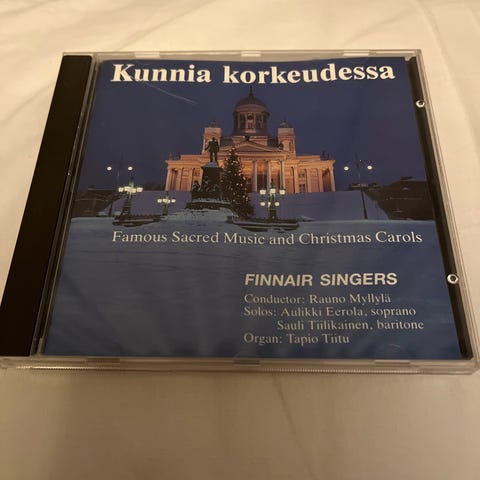 Kunnia korkeudessa
Famous Sacred Music and Christmas Carols
FINNAIR SINGERS
Conductor: Rauno Myllylä
Solos: Aulikki Eerola, soprano
Sauli Tiilikainen, baritone
Organ: Tapio Tiitu